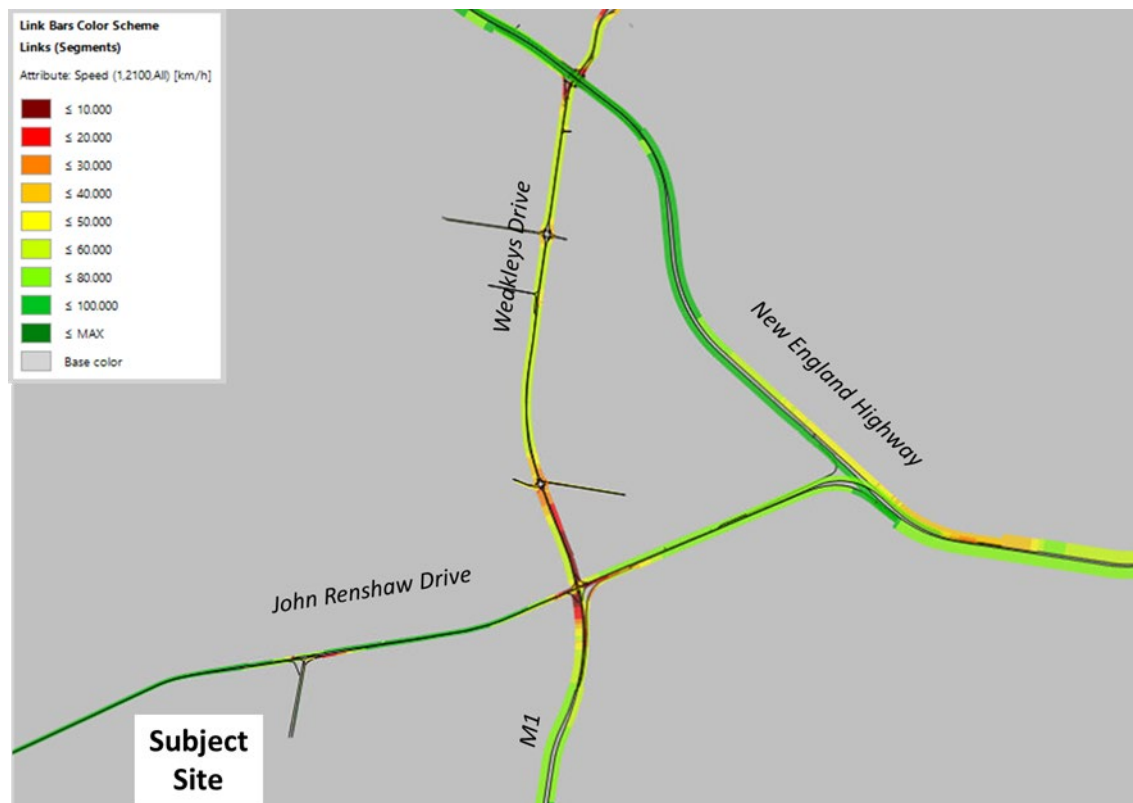 Link Bars Color Scheme
Links (Segments)
Attribute: Speed (1,2100,All) [km/h]
≤ 10.000
≤ 20.000
≤ 30.000
≤ 40.000
≤ 50.000
≤ 60.000
≤ 80.000
≤ 100.000
≤ MAX
Base color
Weakleys Drive
New England Highway
John Renshaw Drive
M1
Subject
Site